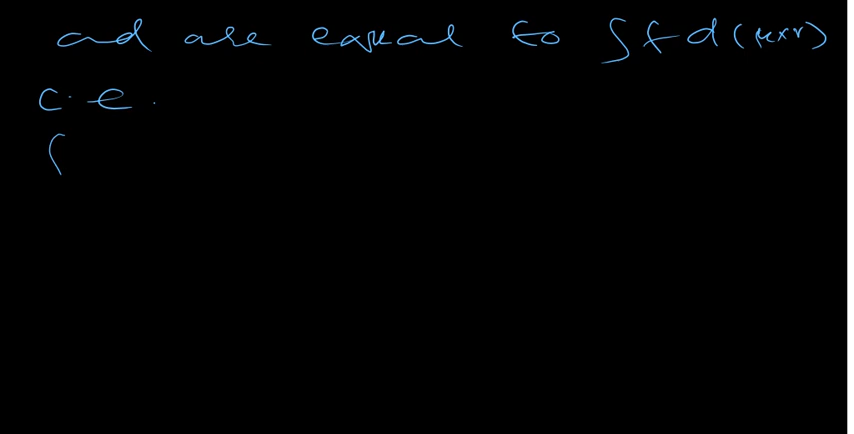 and are equal to ∫ f d(μ×ν)
i.e.
(